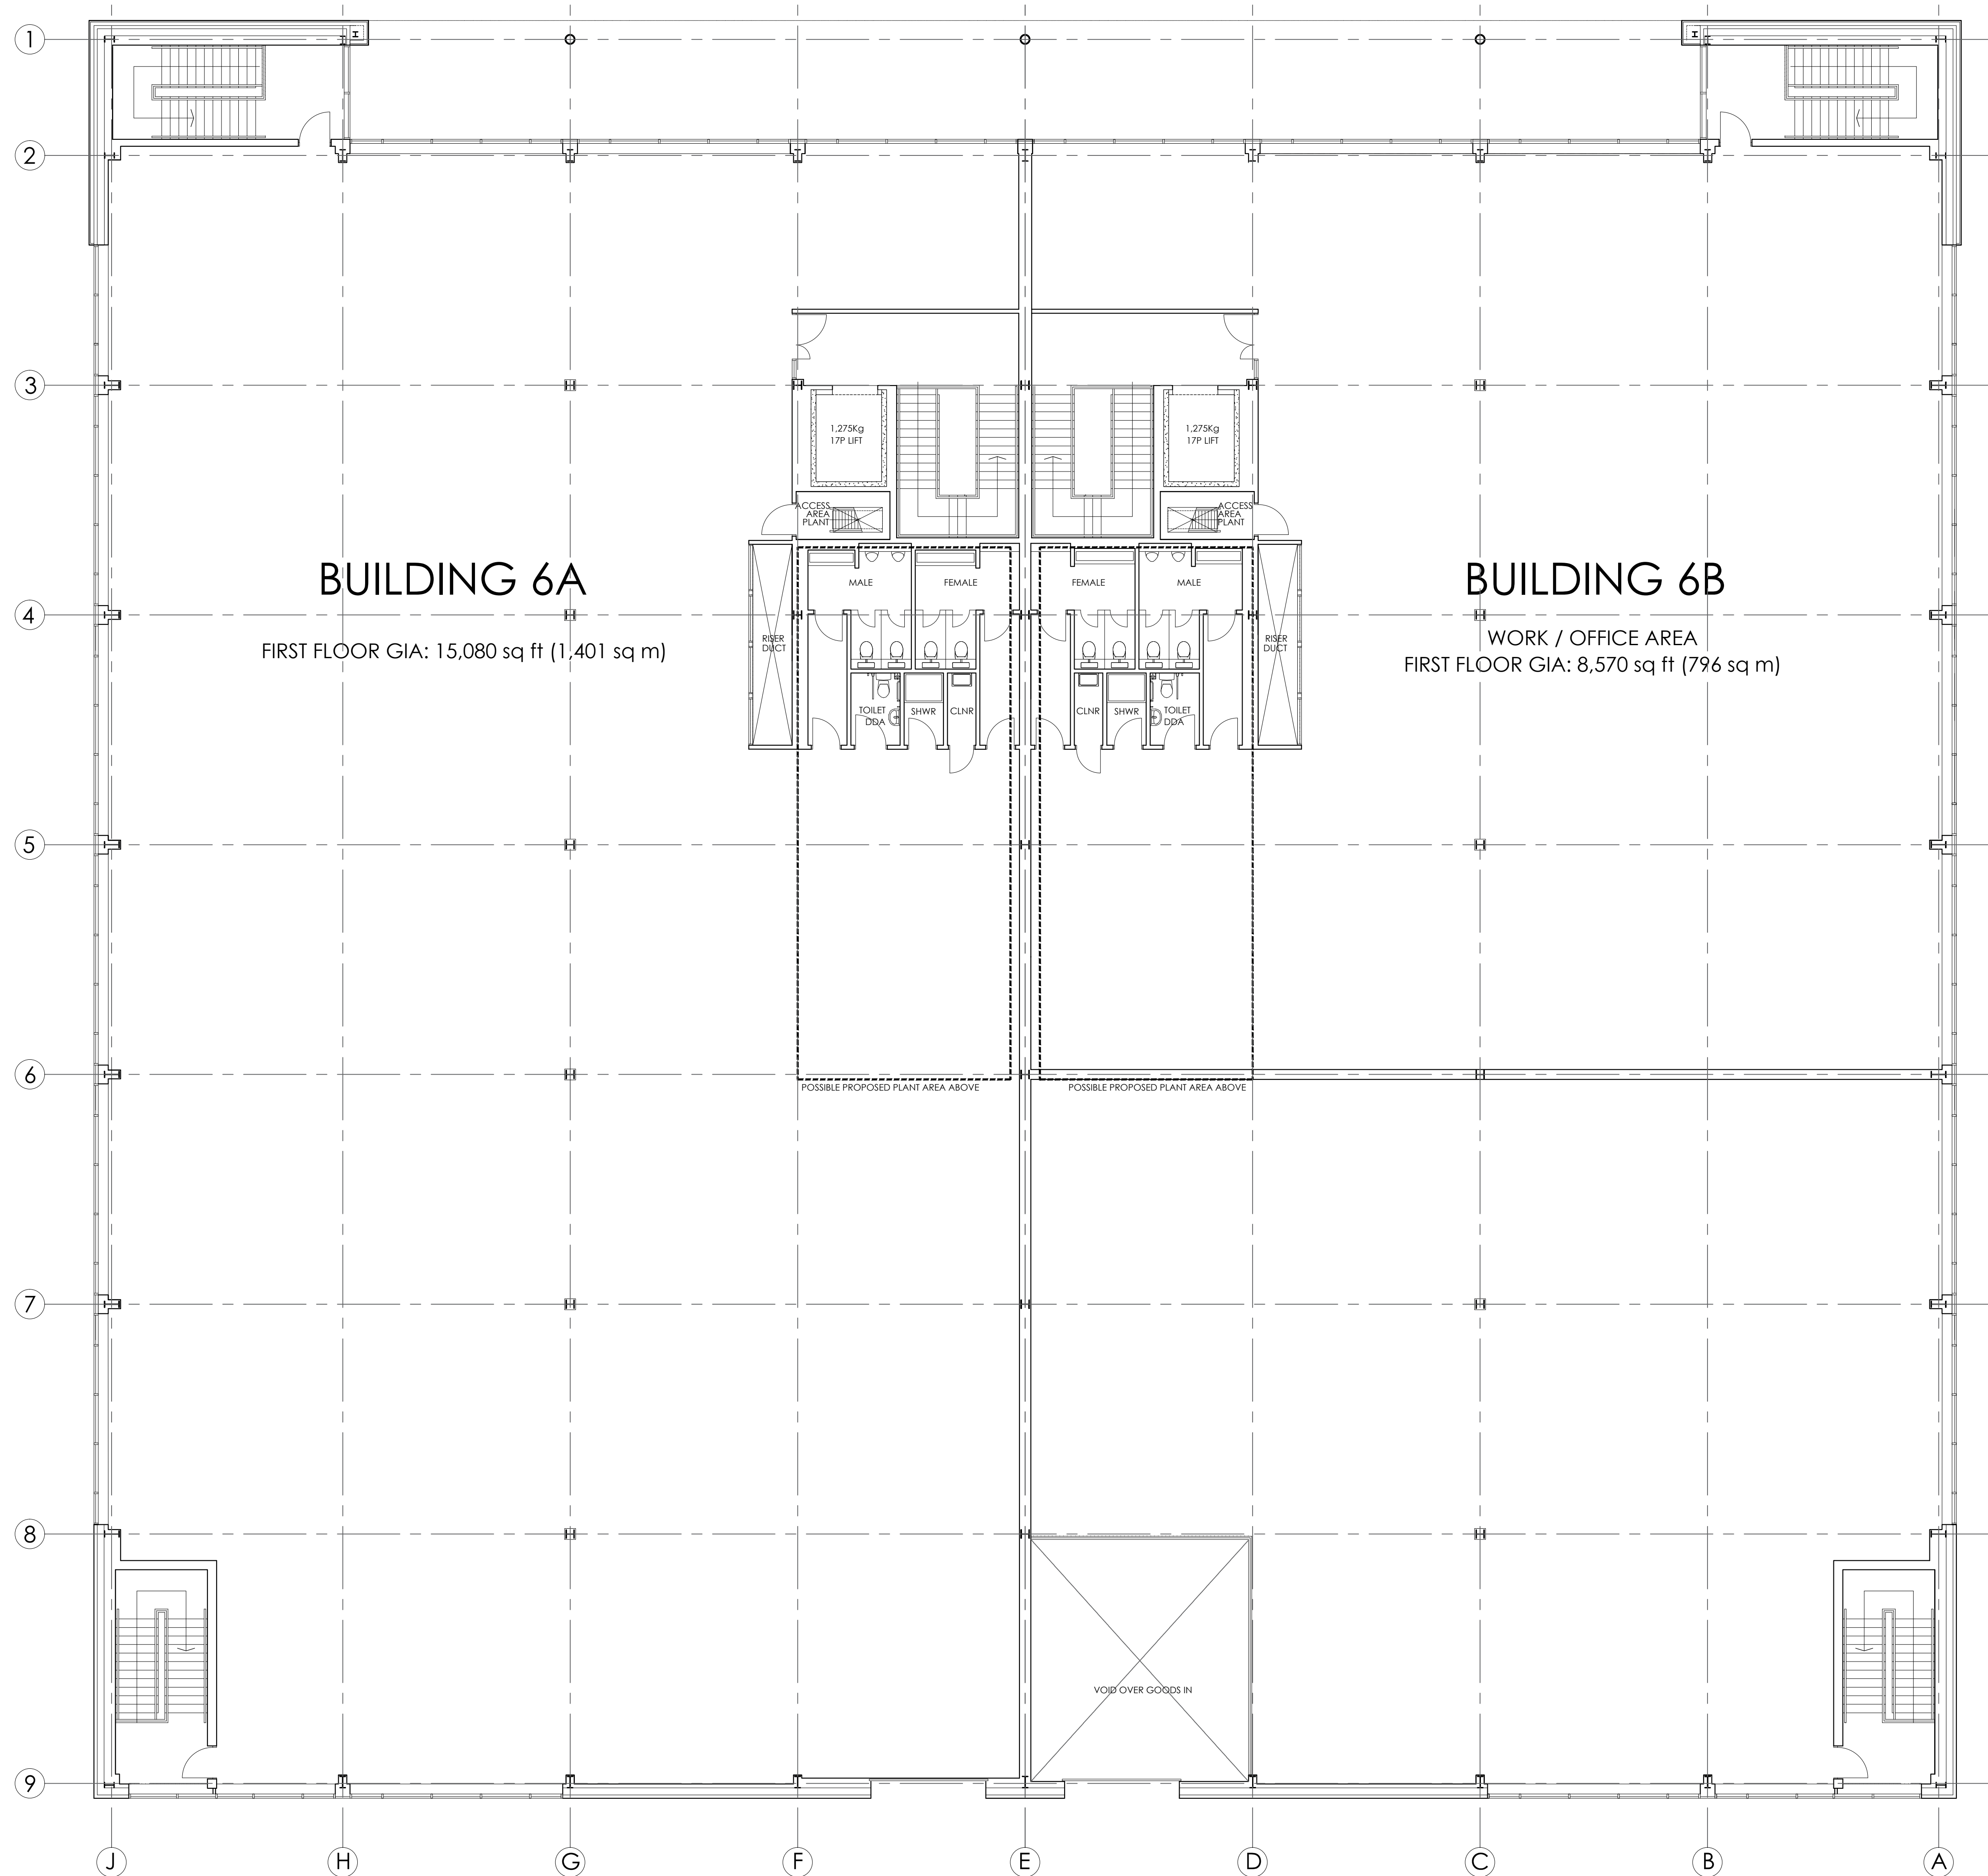 1
2
3
1,275Kg
17P LIFT
1,275Kg
17P LIFT
ACCESS
AREA
PLANT
ACCESS
AREA
PLANT
BUILDING 6A
MALE
FEMALE
FEMALE
MALE
BUILDING 6B
4
FIRST FLOOR GIA: 15,080 sq ft (1,401 sq m)
RISER
DUCT
RISER
DUCT
WORK / OFFICE AREA
FIRST FLOOR GIA: 8,570 sq ft (796 sq m)
TOILET
DDA
SHWR
CLNR
CLNR
SHWR
TOILET
DDA
5
6
POSSIBLE PROPOSED PLANT AREA ABOVE
POSSIBLE PROPOSED PLANT AREA ABOVE
7
8
VOID OVER GOODS IN
9
J
H
G
F
E
D
C
B
A